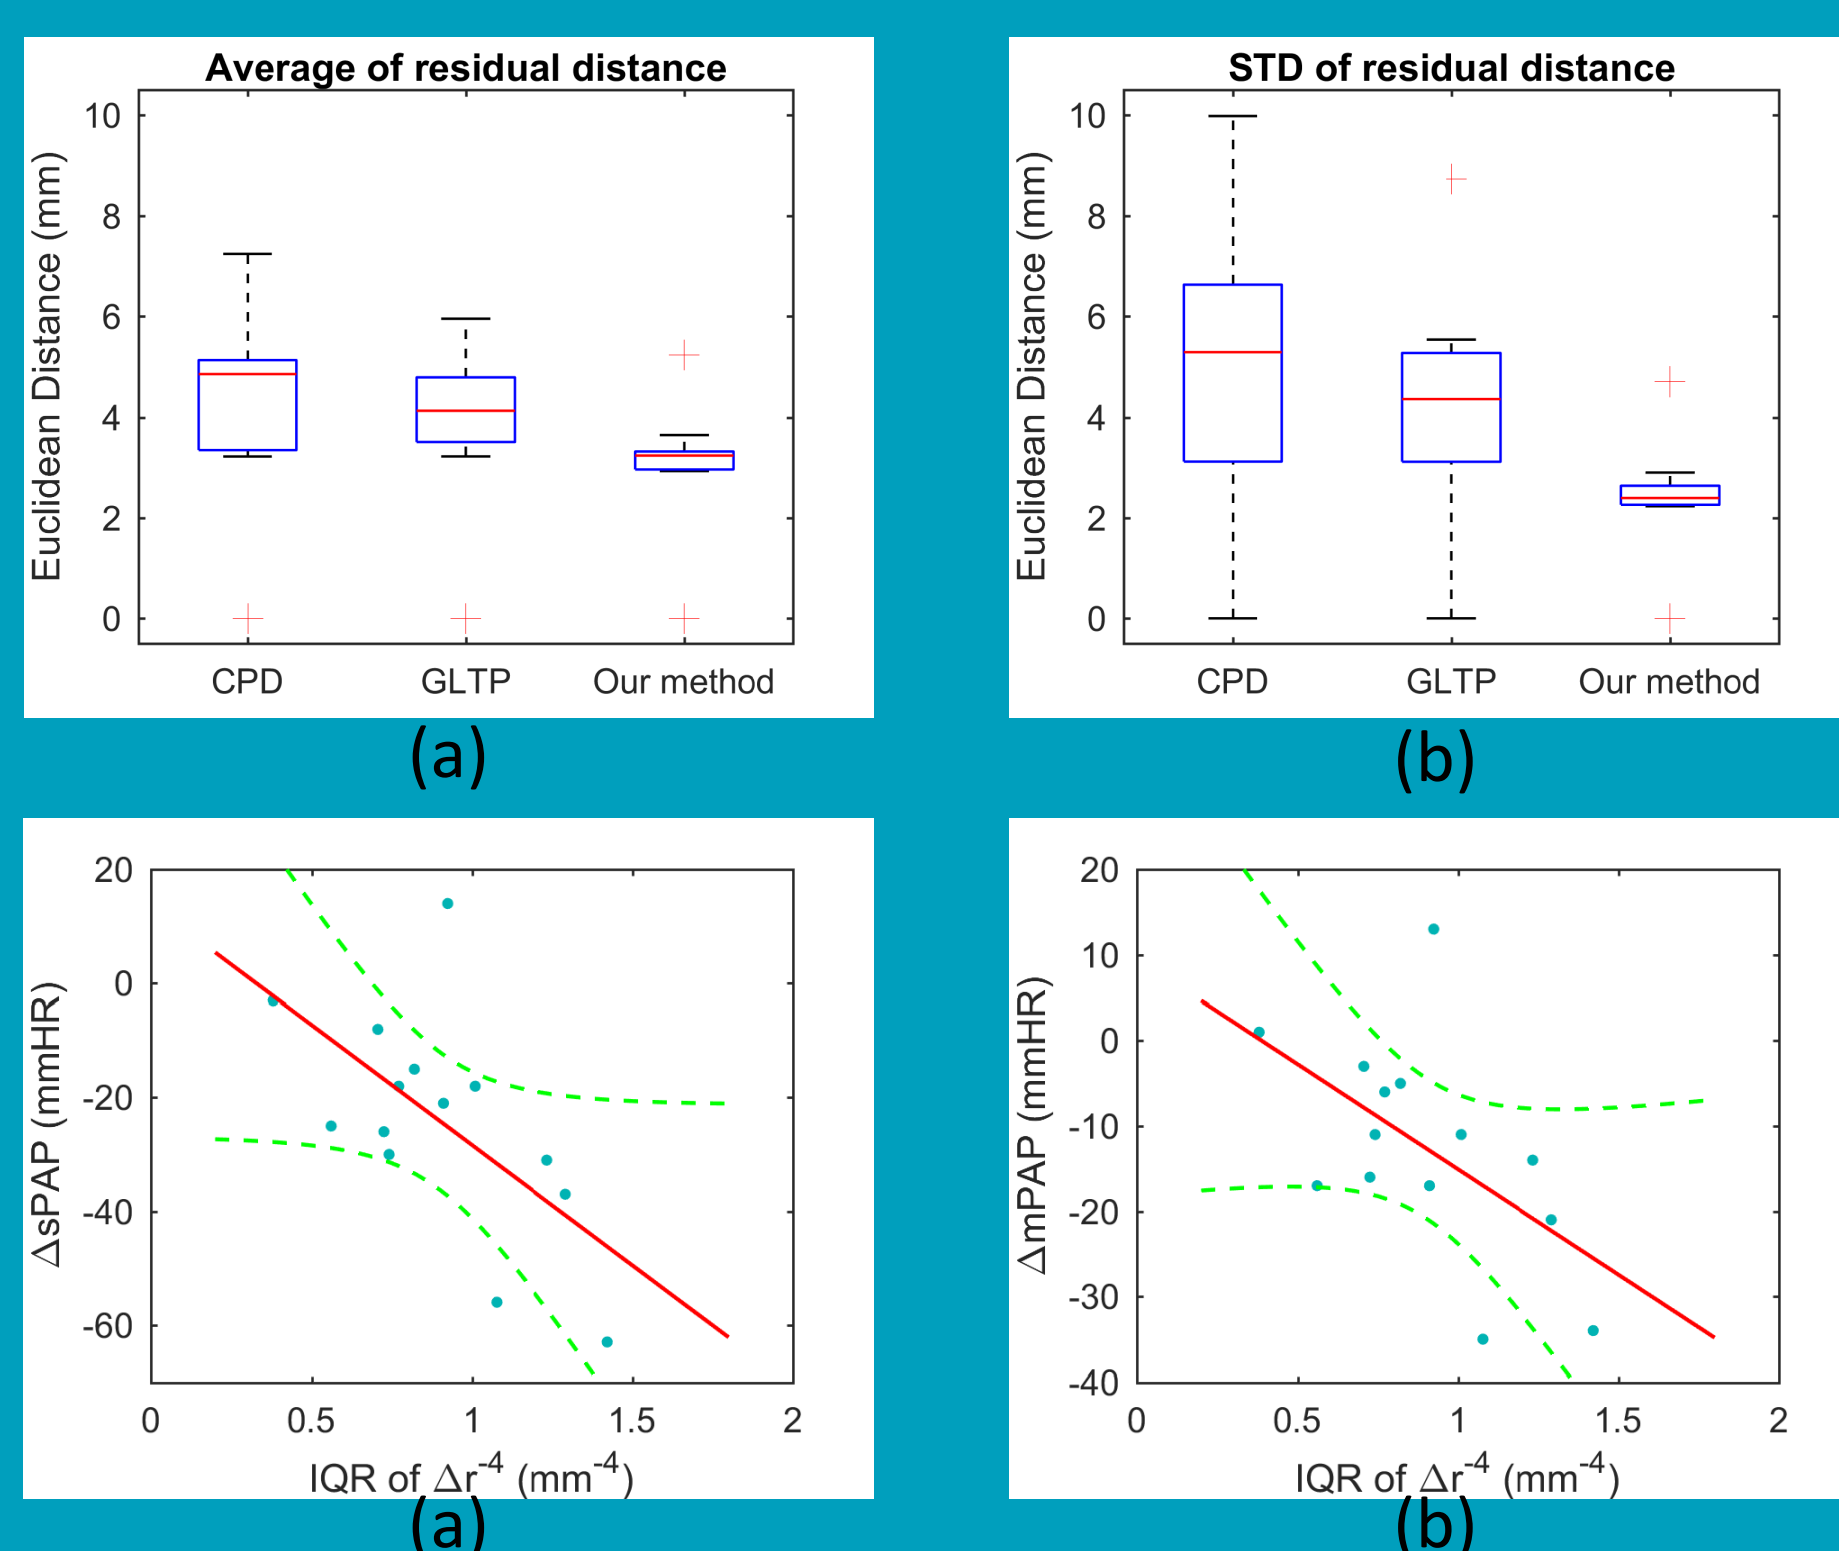 Average of residual distance
10
8
6
4
2
0
Euclidean Distance (mm)
CPD GLTP Our method
(a)
STD of residual distance
10
8
6
4
2
0
Euclidean Distance (mm)
CPD GLTP Our method
(b)
20
0
-20
-40
-60
ΔsPAP (mmHR)
0 0.5 1 1.5 2
IQR of Δr⁻⁴ (mm⁻⁴)
(a)
20
10
0
-10
-20
-30
-40
ΔmPAP (mmHR)
0 0.5 1 1.5 2
IQR of Δr⁻⁴ (mm⁻⁴)
(b)